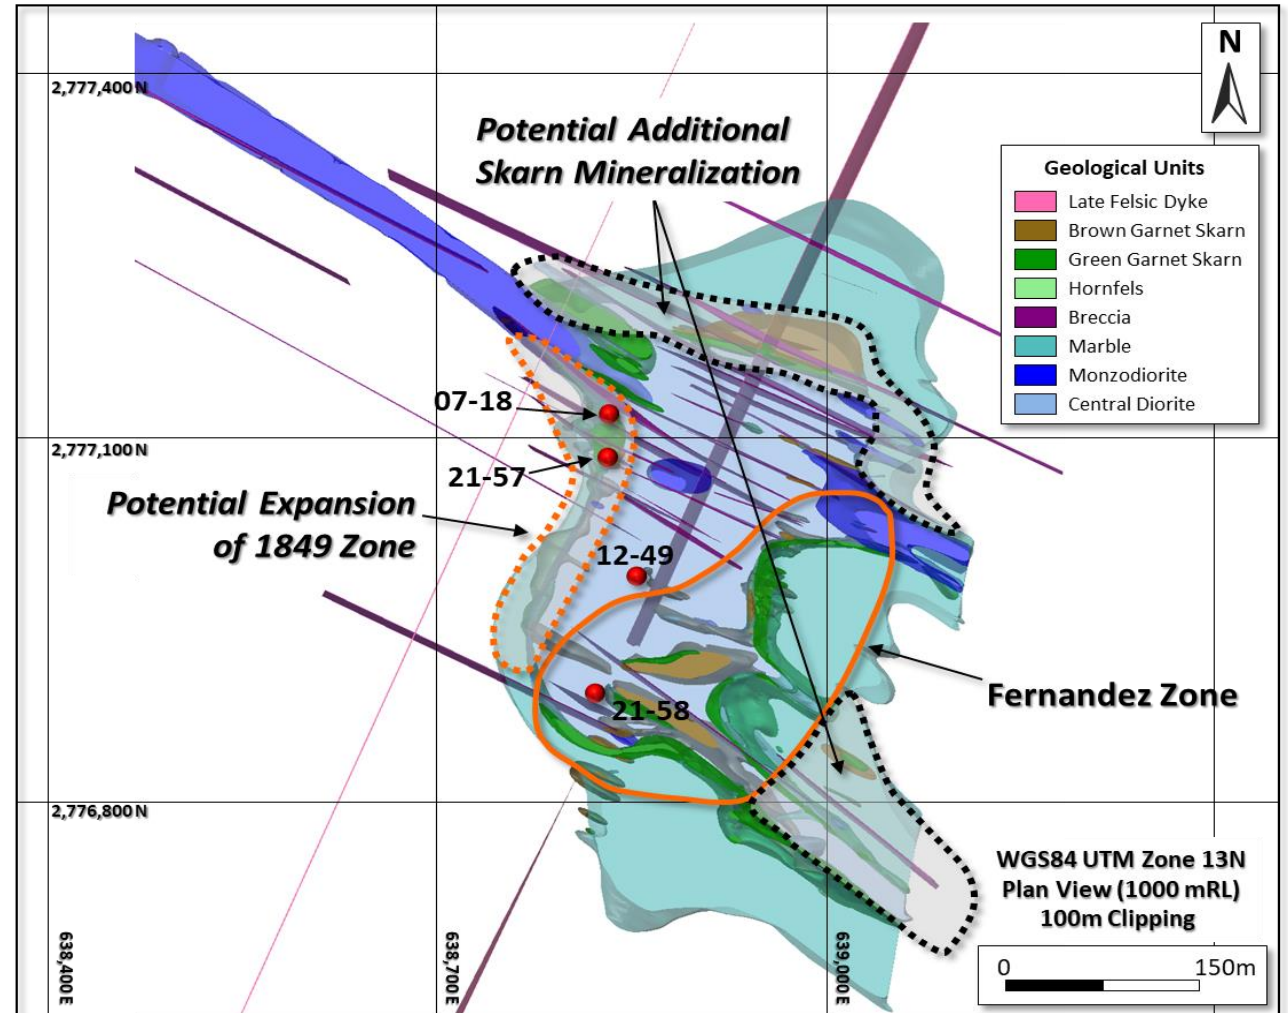 N
2,777,400 N
Potential Additional
Skarn Mineralization
Geological Units
Late Felsic Dyke
Brown Garnet Skarn
Green Garnet Skarn
Hornfels
Breccia
Marble
Monzodiorite
Central Diorite
07-18
2,777,100 N
21-57
Potential Expansion
of 1849 Zone
12-49
Fernandez Zone
21-58
2,776,800 N
WGS84 UTM Zone 13N
Plan View (1000 mRL)
100m Clipping
638,400 E
638,700 E
639,000 E
0 150m